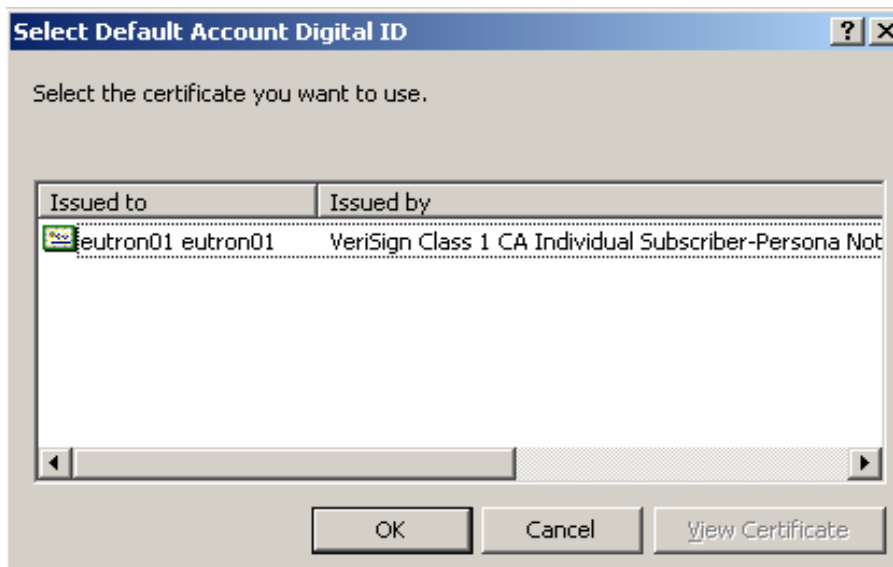 Select Default Account Digital ID
Select the certificate you want to use.
Issued to Issued by
eutron01 eutron01 VeriSign Class 1 CA Individual Subscriber-Persona Not
OK Cancel View Certificate